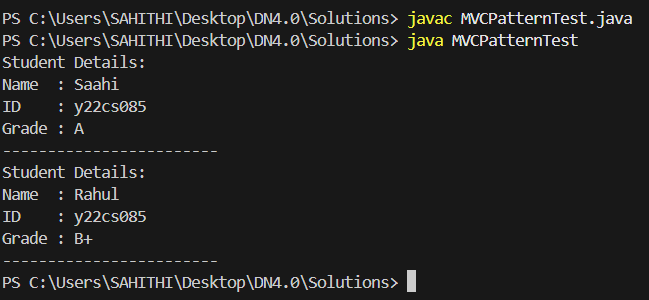 PS C:\Users\SAHITHI\Desktop\DN4.0\Solutions> javac MVCPatternTest.java
PS C:\Users\SAHITHI\Desktop\DN4.0\Solutions> java MVCPatternTest
Student Details:
Name  : Saahi
ID    : y22cs085
Grade : A
------------------------
Student Details:
Name  : Rahul
ID    : y22cs085
Grade : B+
------------------------
PS C:\Users\SAHITHI\Desktop\DN4.0\Solutions>